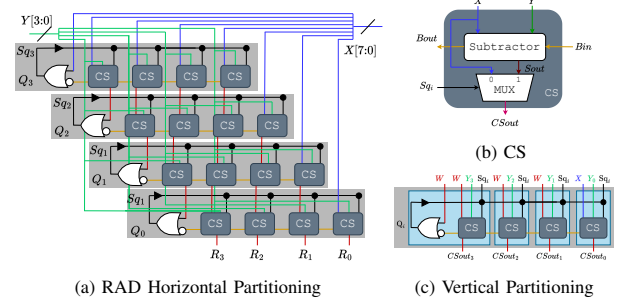 Y[3:0]
X[7:0]
Sq3
CS CS CS CS
Q3
Sq2
CS CS CS CS
Q2
Sq1
CS CS CS CS
Q1
Sq1
CS CS CS CS
Q0
R3 R2 R1 R0
(a) RAD Horizontal Partitioning
X Y
Bout Subtractor Bin
Sout
Sqi 0 1
MUX CS
CSout
(b) CS
W W Y3 Sqi W Y2 Sqi W Y1 Sqi X Y0 Sqi
Qi CS CS CS CS
CSout3 CSout2 CSout1 CSout0
(c) Vertical Partitioning